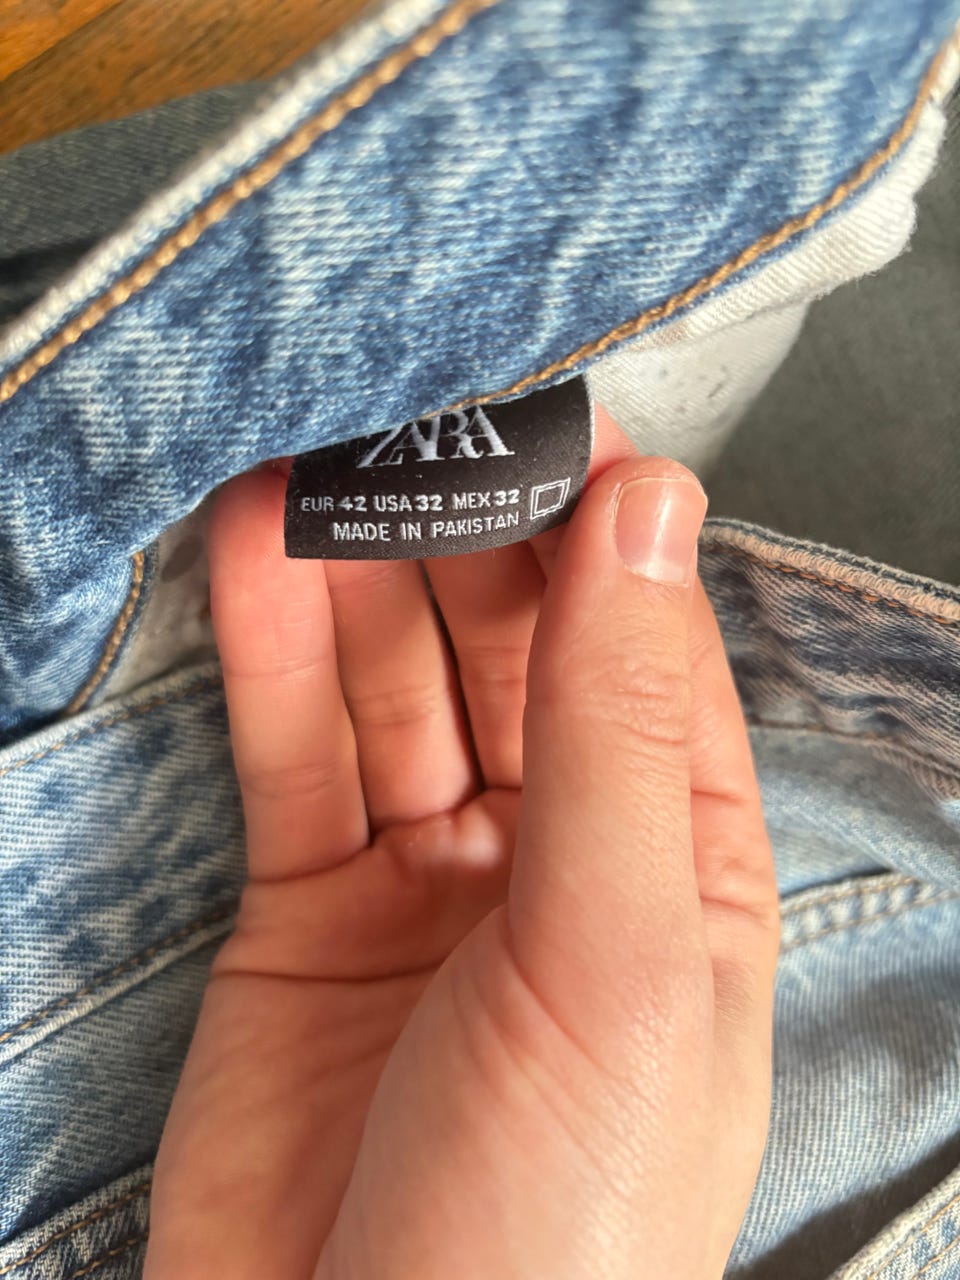 ZARA
EUR 42 USA 32 MEX 32
MADE IN PAKISTAN